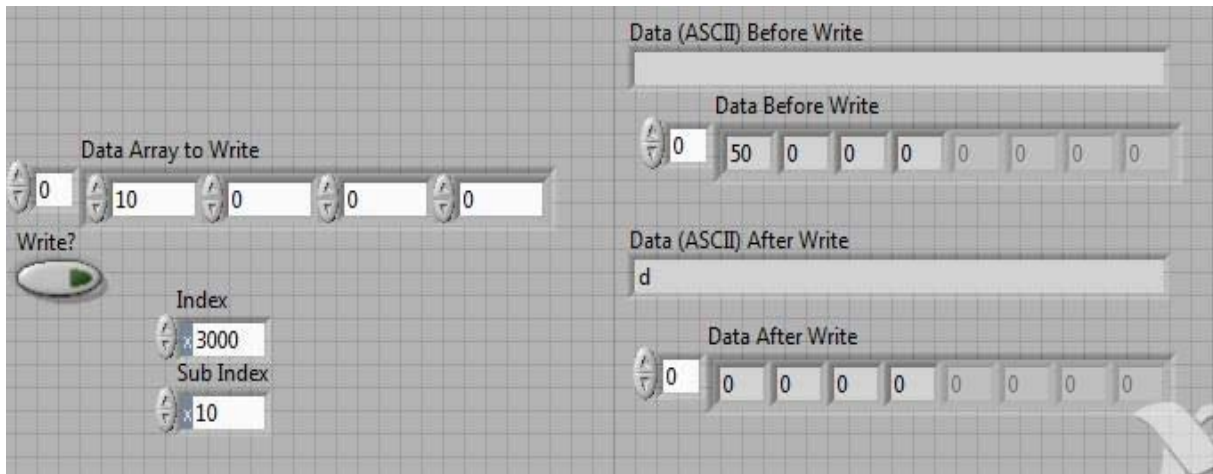 Data Array to Write
0 10 0 0 0
Write?
Index
x 3000
Sub Index
x 10
Data (ASCII) Before Write
Data Before Write
0 50 0 0 0 0 0 0 0
Data (ASCII) After Write
d
Data After Write
0 0 0 0 0 0 0 0 0